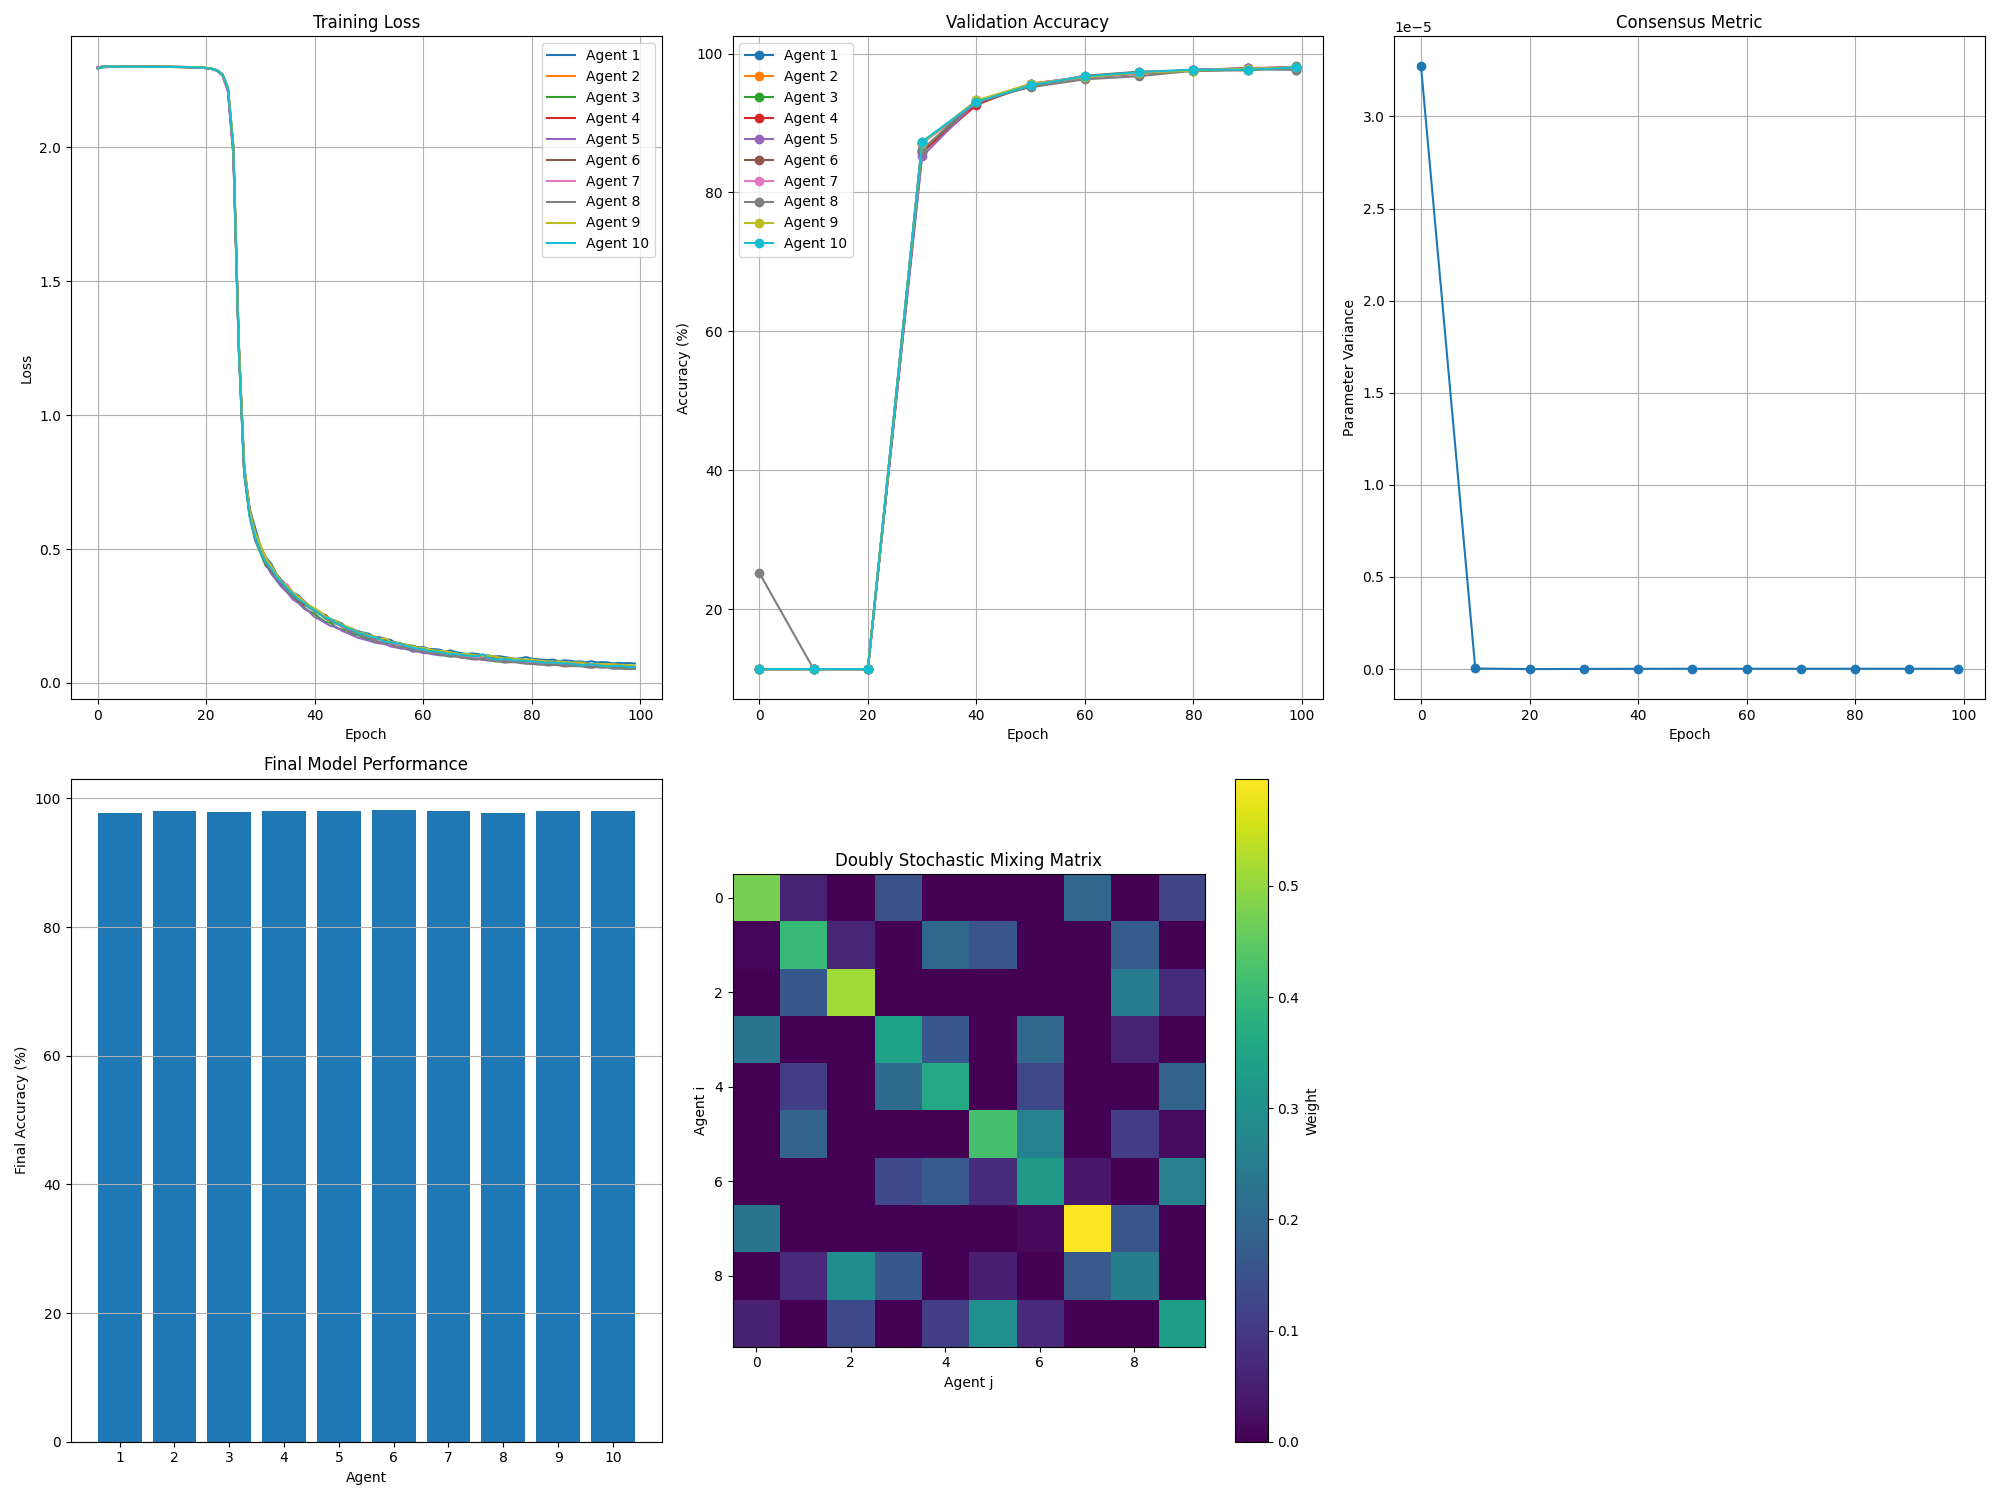 Training Loss
Loss
2.0
1.5
1.0
0.5
0.0
0 20 40 60 80 100
Epoch
Agent 1
Agent 2
Agent 3
Agent 4
Agent 5
Agent 6
Agent 7
Agent 8
Agent 9
Agent 10
Validation Accuracy
Accuracy (%)
100
80
60
40
20
0 20 40 60 80 100
Epoch
Agent 1
Agent 2
Agent 3
Agent 4
Agent 5
Agent 6
Agent 7
Agent 8
Agent 9
Agent 10
Consensus Metric
1e−5
Parameter Variance
3.0
2.5
2.0
1.5
1.0
0.5
0.0
0 20 40 60 80 100
Epoch
Final Model Performance
Final Accuracy (%)
100
80
60
40
20
0
1 2 3 4 5 6 7 8 9 10
Agent
Doubly Stochastic Mixing Matrix
Agent i
0
2
4
6
8
0 2 4 6 8
Agent j
0.5
0.4
0.3
0.2
0.1
0.0
Weight